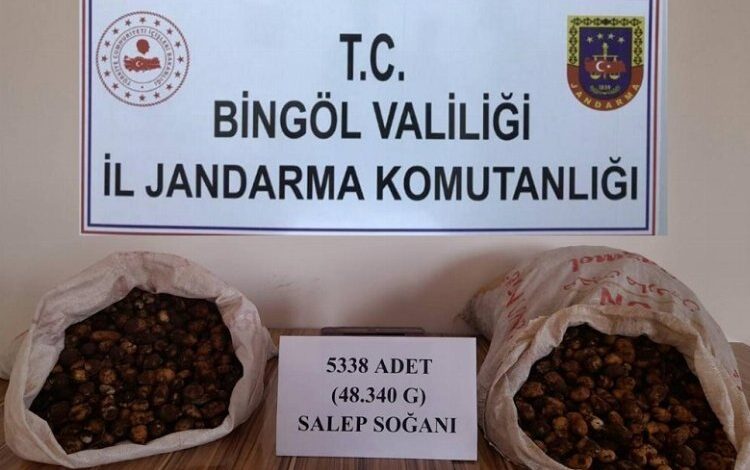 T.C.
BİNGÖL VALİLİĞİ
İL JANDARMA KOMUTANLIĞI
JANDARMA
5338 ADET
(48.340 G)
SALEP SOĞANI